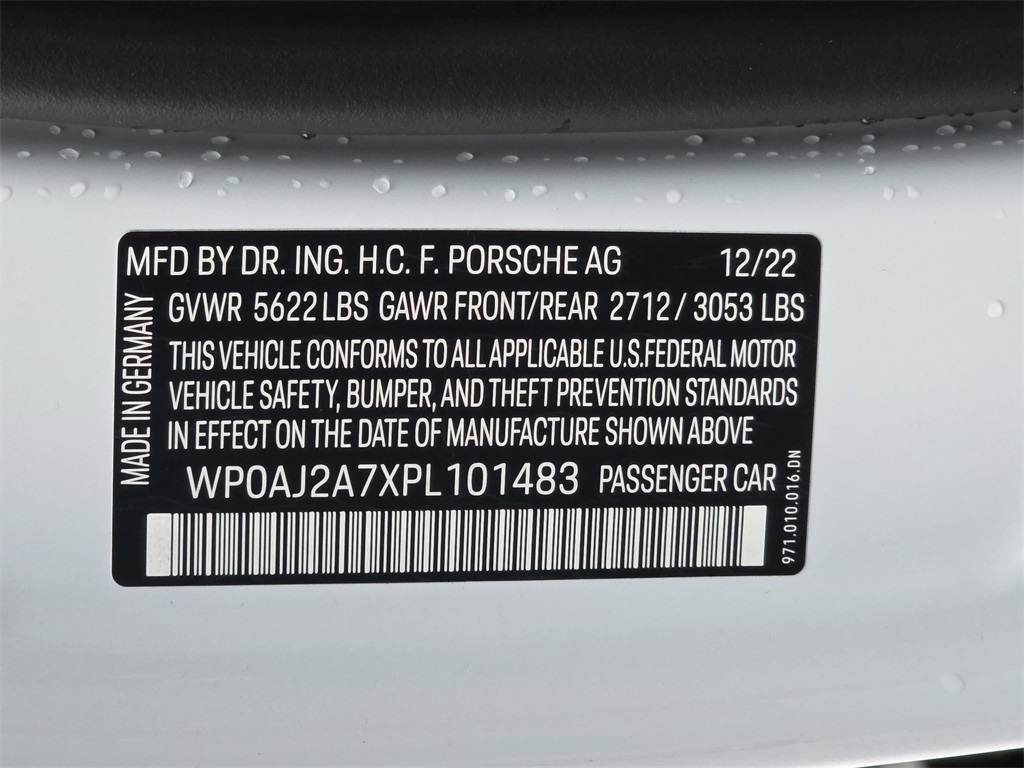 MFD BY DR. ING. H.C. F. PORSCHE AG 12/22
GVWR 5622 LBS GAWR FRONT/REAR 2712 / 3053 LBS
THIS VEHICLE CONFORMS TO ALL APPLICABLE U.S.FEDERAL MOTOR
VEHICLE SAFETY, BUMPER, AND THEFT PREVENTION STANDARDS
IN EFFECT ON THE DATE OF MANUFACTURE SHOWN ABOVE
WP0AJ2A7XPL101483 PASSENGER CAR
MADE IN GERMANY
971.010.016.DN